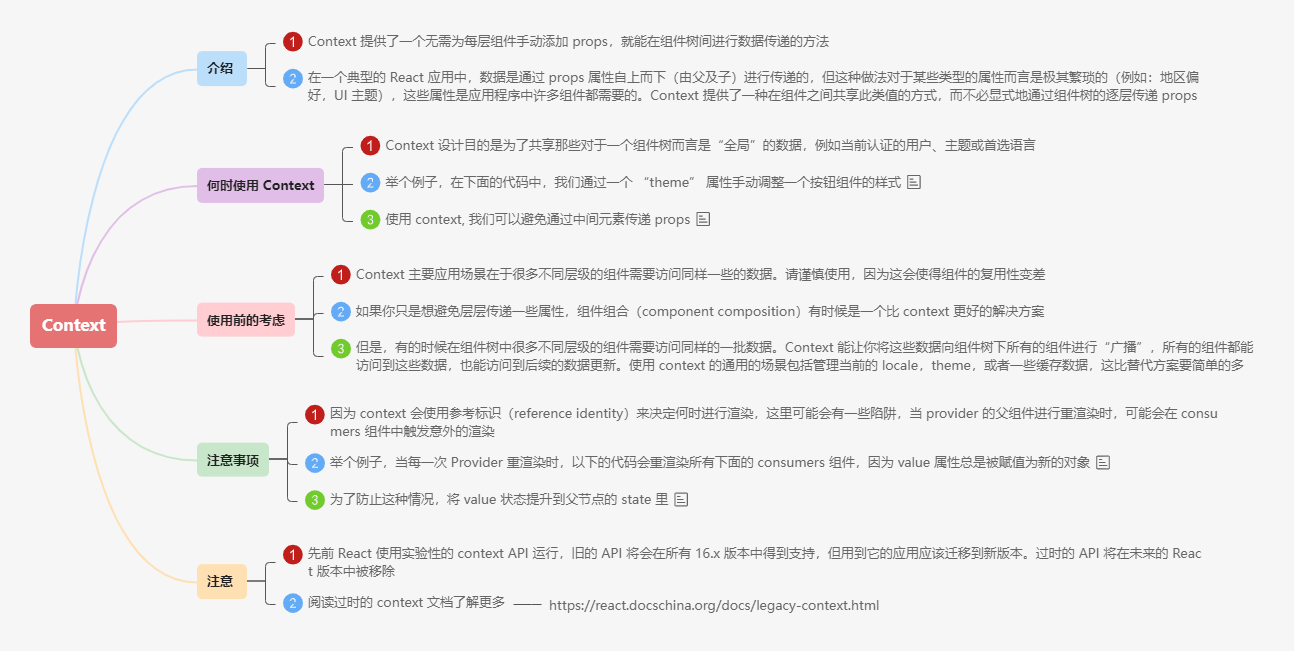 Context
介绍
1 Context 提供了一个无需为每层组件手动添加 props，就能在组件树间进行数据传递的方法
2 在一个典型的 React 应用中，数据是通过 props 属性自上而下（由父及子）进行传递的，但这种做法对于某些类型的属性而言是极其繁琐的（例如：地区偏
好，UI 主题），这些属性是应用程序中许多组件都需要的。Context 提供了一种在组件之间共享此类值的方式，而不必显式地通过组件树的逐层传递 props
何时使用 Context
1 Context 设计目的是为了共享那些对于一个组件树而言是“全局”的数据，例如当前认证的用户、主题或首选语言
2 举个例子，在下面的代码中，我们通过一个 “theme” 属性手动调整一个按钮组件的样式
3 使用 context, 我们可以避免通过中间元素传递 props
使用前的考虑
1 Context 主要应用场景在于很多不同层级的组件需要访问同样一些的数据。请谨慎使用，因为这会使得组件的复用性变差
2 如果你只是想避免层层传递一些属性，组件组合（component composition）有时候是一个比 context 更好的解决方案
3 但是，有的时候在组件树中很多不同层级的组件需要访问同样的一批数据。Context 能让你将这些数据向组件树下所有的组件进行“广播”，所有的组件都能
访问到这些数据，也能访问到后续的数据更新。使用 context 的通用的场景包括管理当前的 locale，theme，或者一些缓存数据，这比替代方案要简单的多
注意事项
1 因为 context 会使用参考标识（reference identity）来决定何时进行渲染，这里可能会有一些陷阱，当 provider 的父组件进行重渲染时，可能会在 consu
mers 组件中触发意外的渲染
2 举个例子，当每一次 Provider 重渲染时，以下的代码会重渲染所有下面的 consumers 组件，因为 value 属性总是被赋值为新的对象
3 为了防止这种情况，将 value 状态提升到父节点的 state 里
注意
1 先前 React 使用实验性的 context API 运行，旧的 API 将会在所有 16.x 版本中得到支持，但用到它的应用应该迁移到新版本。过时的 API 将在未来的 Reac
t 版本中被移除
2 阅读过时的 context 文档了解更多 https://react.docschina.org/docs/legacy-context.html